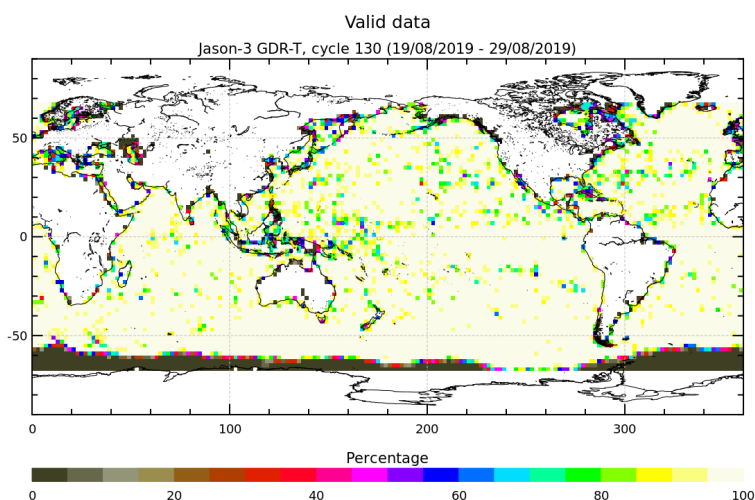 Valid data
Jason-3 GDR-T, cycle 130 (19/08/2019 - 29/08/2019)
50
0
-50
0 100 200 300
Percentage
0 20 40 60 80 100